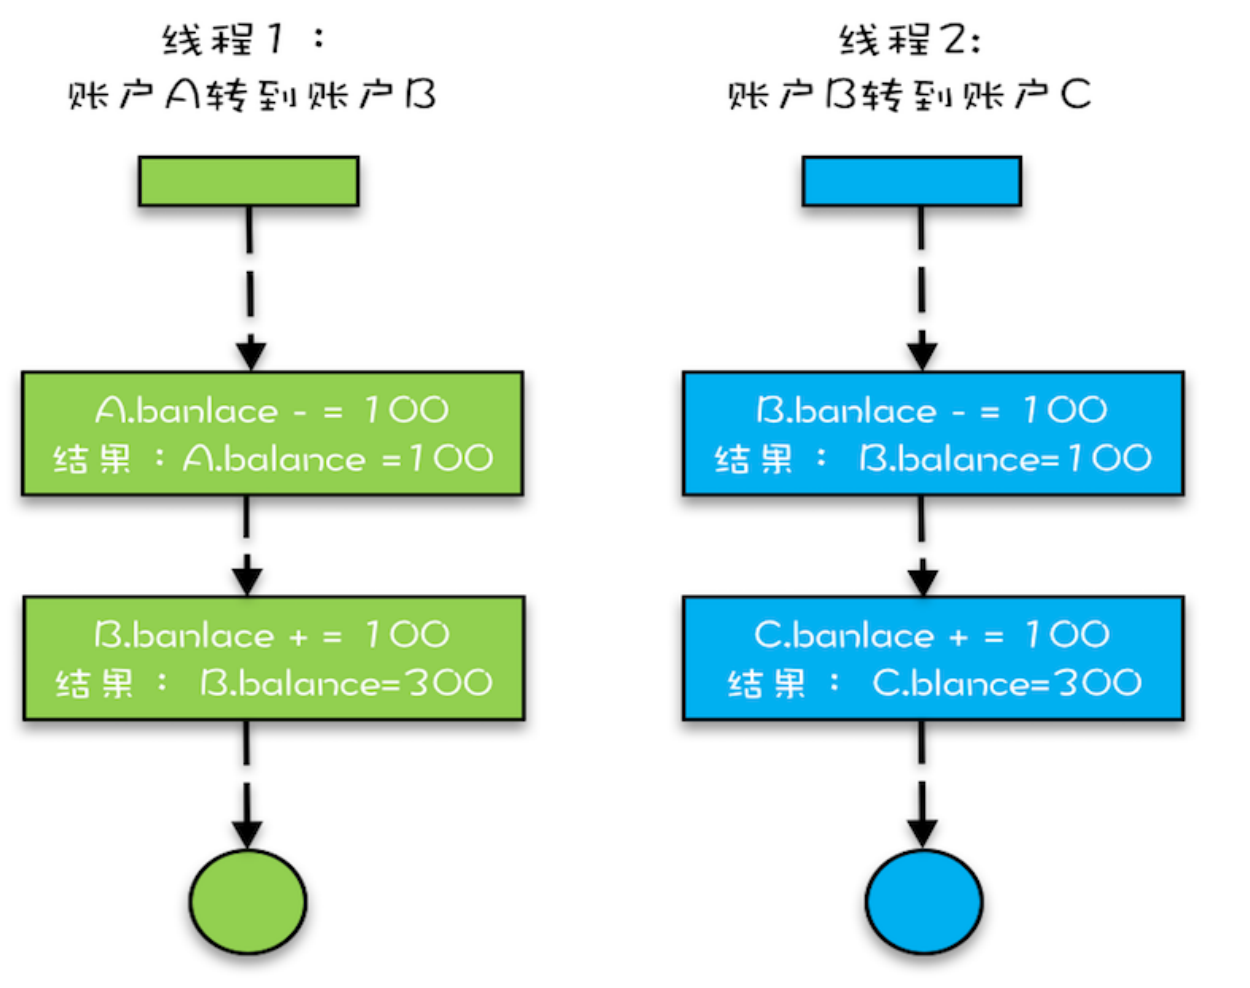 线程1：
账户A转到账户B
A.banlace - = 100
结果：A.balance =100
B.banlace + = 100
结果： B.balance=300
线程2:
账户B转到账户C
B.banlace - = 100
结果： B.balance=100
C.banlace + = 100
结果： C.blance=300